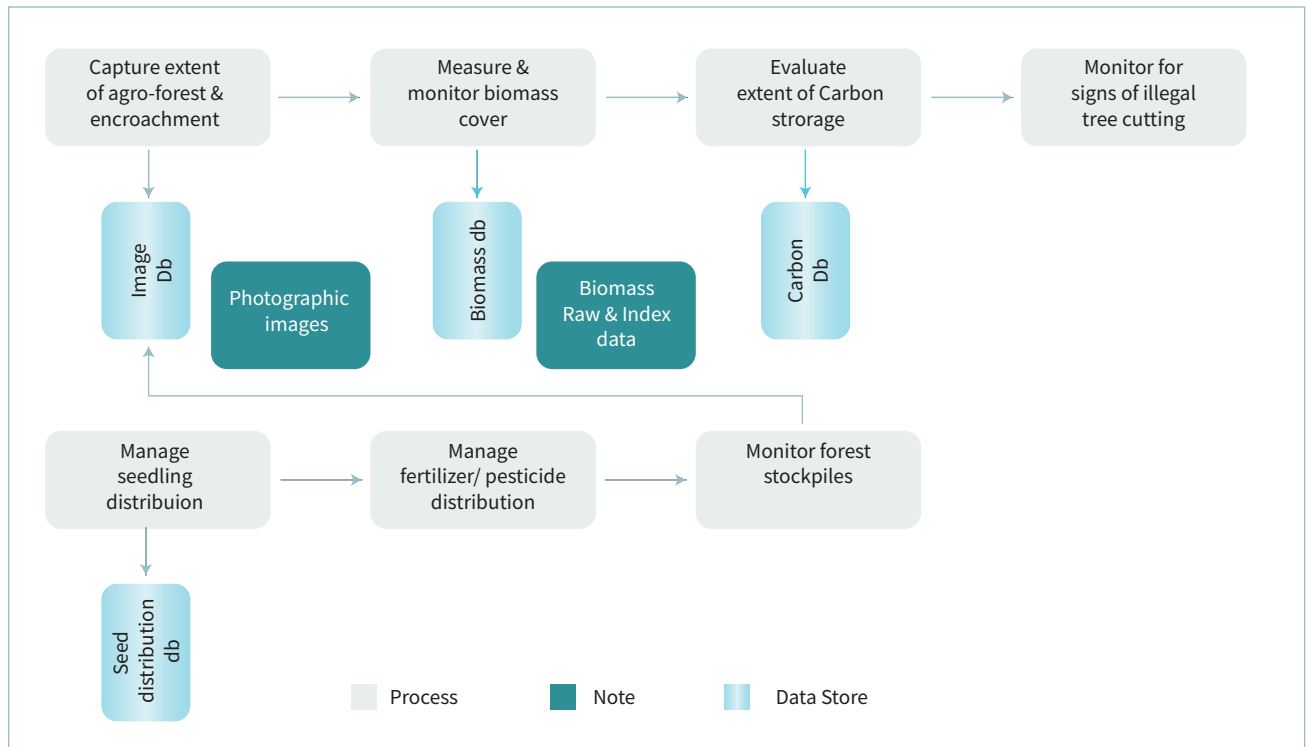 Capture extent
of agro-forest &
encroachment
Measure &
monitor biomass
cover
Evaluate
extent of Carbon
strorage
Monitor for
signs of illegal
tree cutting
Image
Db
Photographic
images
Biomass db
Biomass
Raw & Index
data
Carbon
Db
Manage
seedling
distribuion
Manage
fertilizer/ pesticide
distribution
Monitor forest
stockpiles
Seed
distribution
db
Process
Note
Data Store